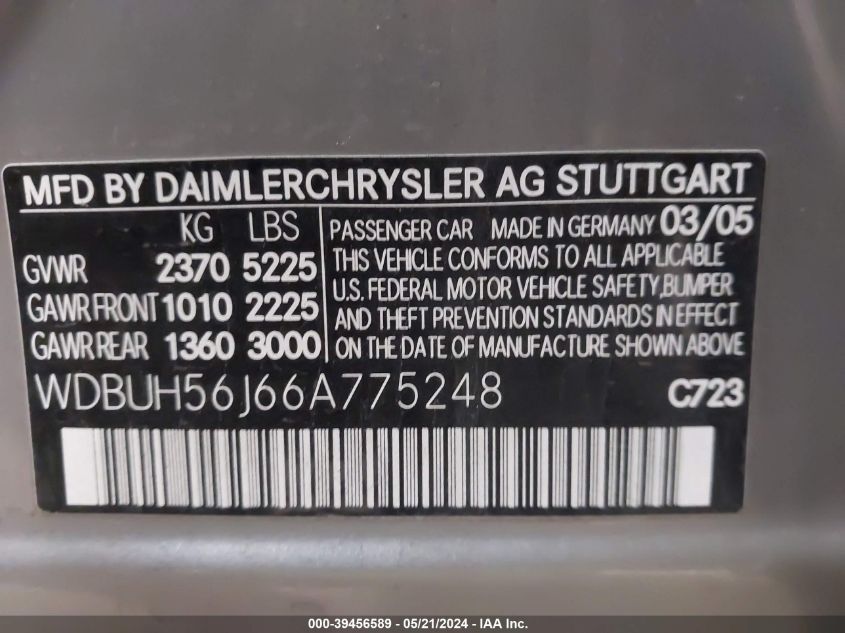 MFD BY DAIMLERCHRYSLER AG STUTTGART
KG LBS
GVWR 2370 5225
GAWR FRONT 1010 2225
GAWR REAR 1360 3000
PASSENGER CAR MADE IN GERMANY 03/05
THIS VEHICLE CONFORMS TO ALL APPLICABLE
U.S. FEDERAL MOTOR VEHICLE SAFETY, BUMPER
AND THEFT PREVENTION STANDARDS IN EFFECT
ON THE DATE OF MANUFACTURE SHOWN ABOVE
WDBUH56J66A775248 C723
000-39456589 - 05/21/2024 - IAA Inc.